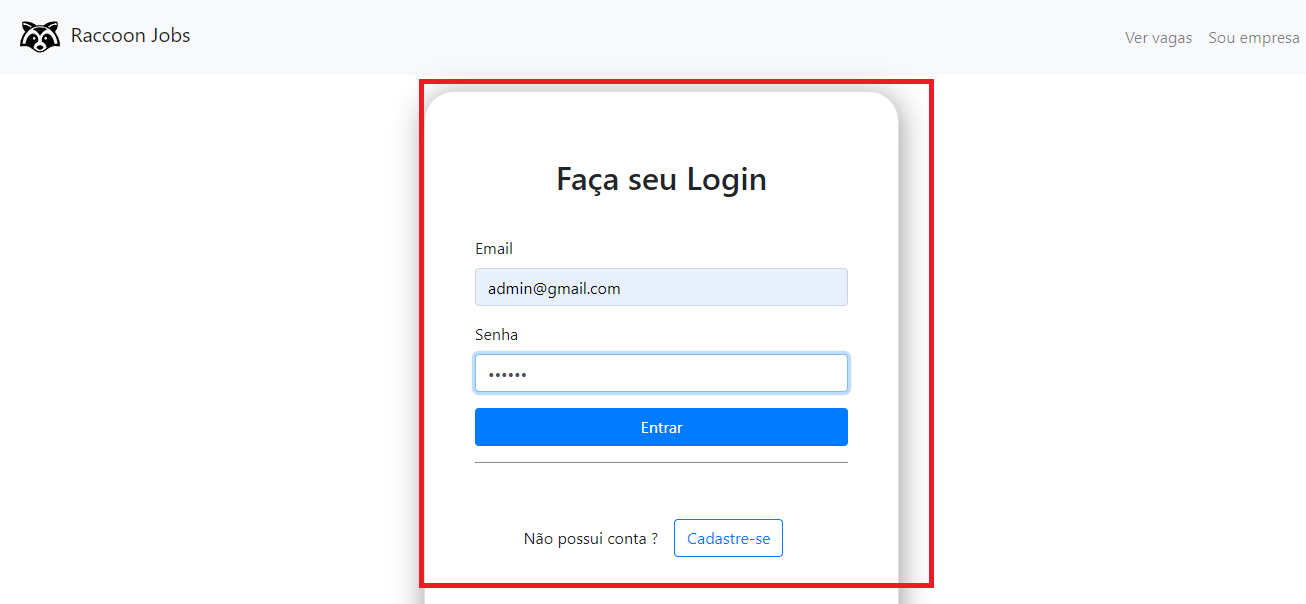 Raccoon Jobs
Ver vagas Sou empresa
Faça seu Login
Email
admin@gmail.com
Senha
••••••
Entrar
Não possui conta ? Cadastre-se